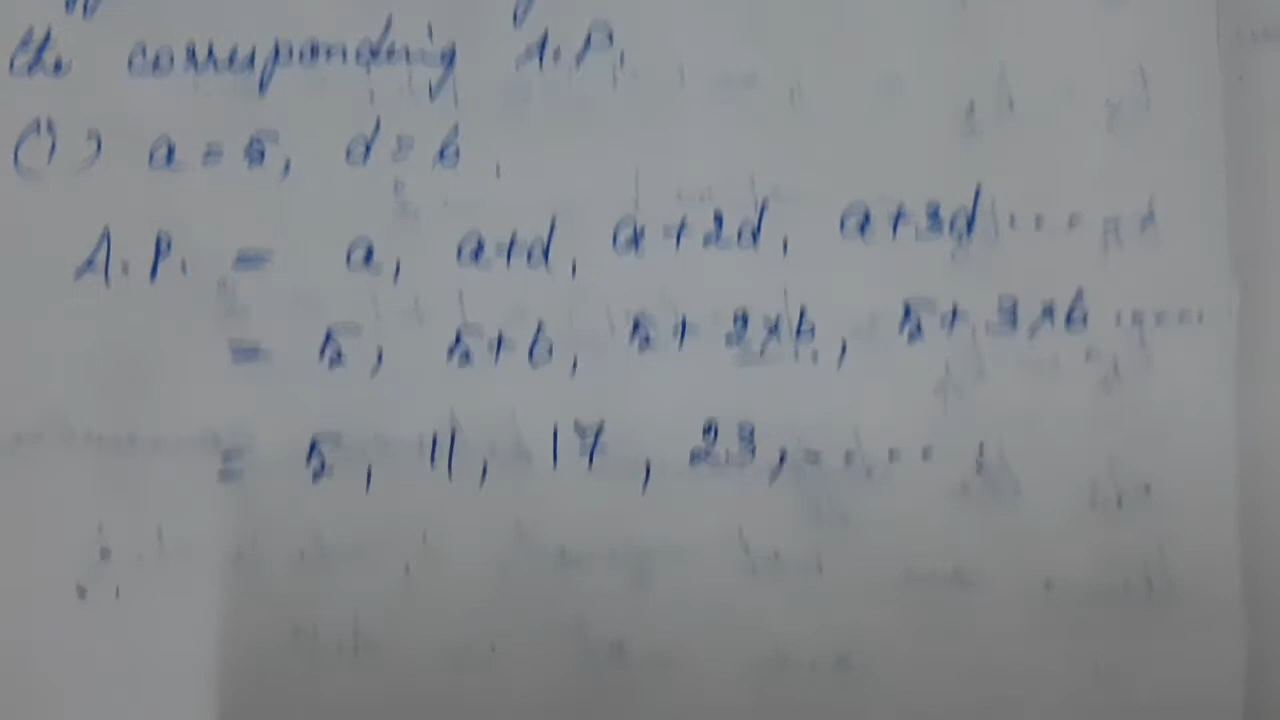 the corresponding A.P.
(i) a = 5, d = 6.
A.P. = a, a+d, a+2d, a+3d ....
= 5, 5+6, 5+2×6, 5+3×6 .....
= 5, 11, 17, 23, ......
∴